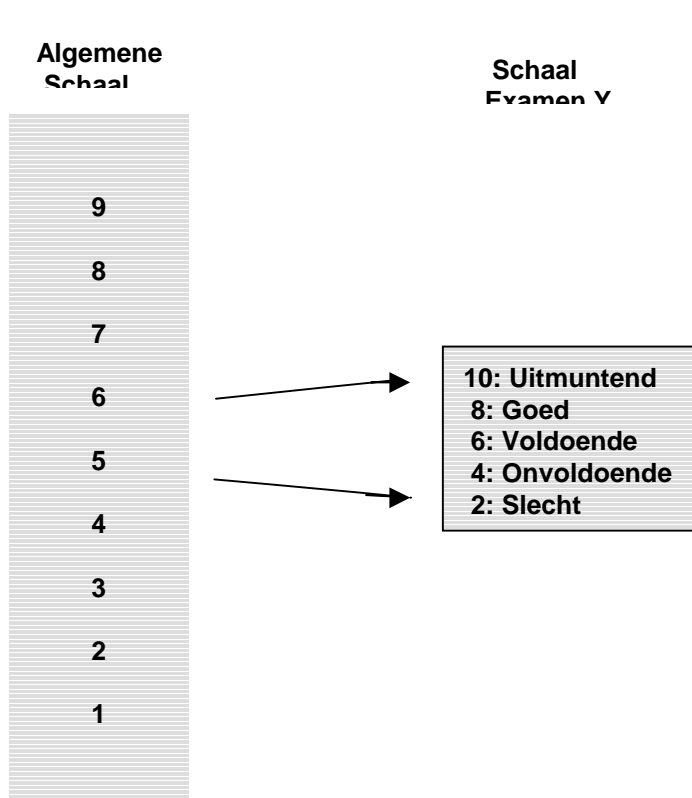 Algemene
Schaal
Schaal
Examen Y
9
8
7
6
5
4
3
2
1
10: Uitmuntend
8: Goed
6: Voldoende
4: Onvoldoende
2: Slecht